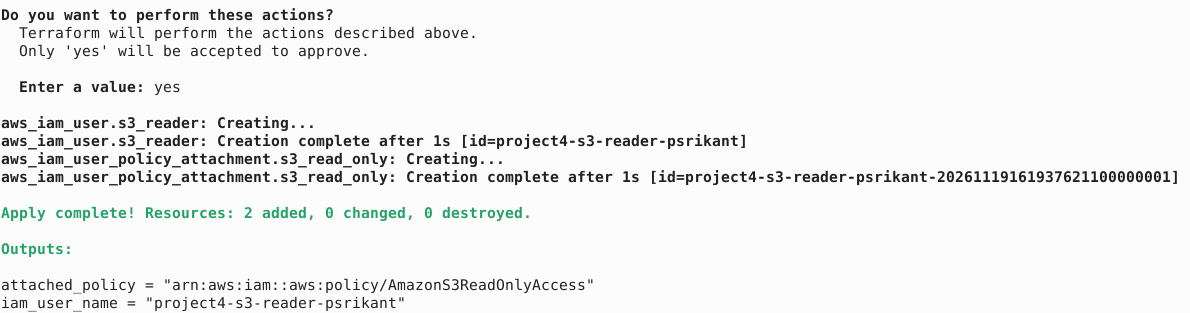 Do you want to perform these actions?
Terraform will perform the actions described above.
Only 'yes' will be accepted to approve.
Enter a value: yes
aws_iam_user.s3_reader: Creating...
aws_iam_user.s3_reader: Creation complete after 1s [id=project4-s3-reader-psrikant]
aws_iam_user_policy_attachment.s3_read_only: Creating...
aws_iam_user_policy_attachment.s3_read_only: Creation complete after 1s [id=project4-s3-reader-psrikant-20261119161937621100000001]
Apply complete! Resources: 2 added, 0 changed, 0 destroyed.
Outputs:
attached_policy = "arn:aws:iam::aws:policy/AmazonS3ReadOnlyAccess"
iam_user_name = "project4-s3-reader-psrikant"